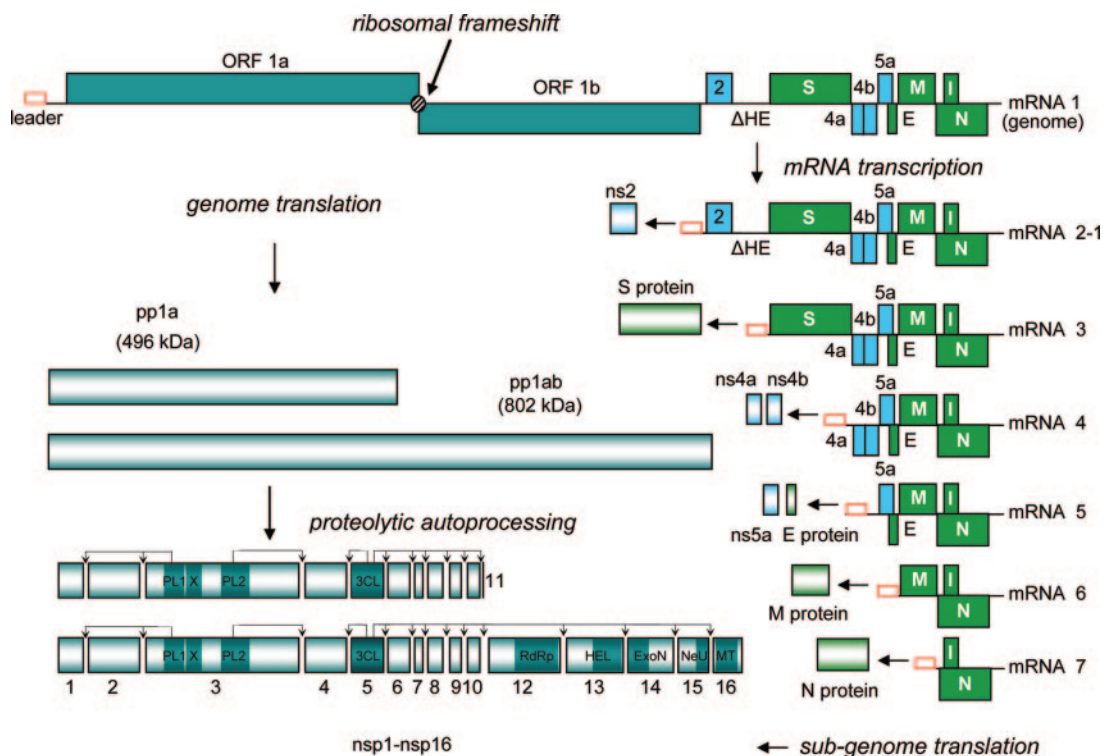 ribosomal frameshift
ORF 1a
ORF 1b
leader
2
ΔHE
S
4a
4b
5a
E
M
I
N
mRNA 1
(genome)
mRNA transcription
genome translation
ns2
2
ΔHE
S
4a
4b
5a
E
M
I
N
mRNA 2-1
S protein
S
4a
4b
5a
E
M
I
N
mRNA 3
pp1a
(496 kDa)
pp1ab
(802 kDa)
ns4a ns4b
4a
4b
5a
E
M
I
N
mRNA 4
ns5a E protein
5a
E
M
I
N
mRNA 5
proteolytic autoprocessing
PL1 X PL2 3CL 11
M protein
M
I
N
mRNA 6
PL1 X PL2 3CL RdRp HEL ExoN NeU MT
1 2 3 4 5 6 7 8 9 10 12 13 14 15 16
N protein
I
N
mRNA 7
nsp1-nsp16
sub-genome translation